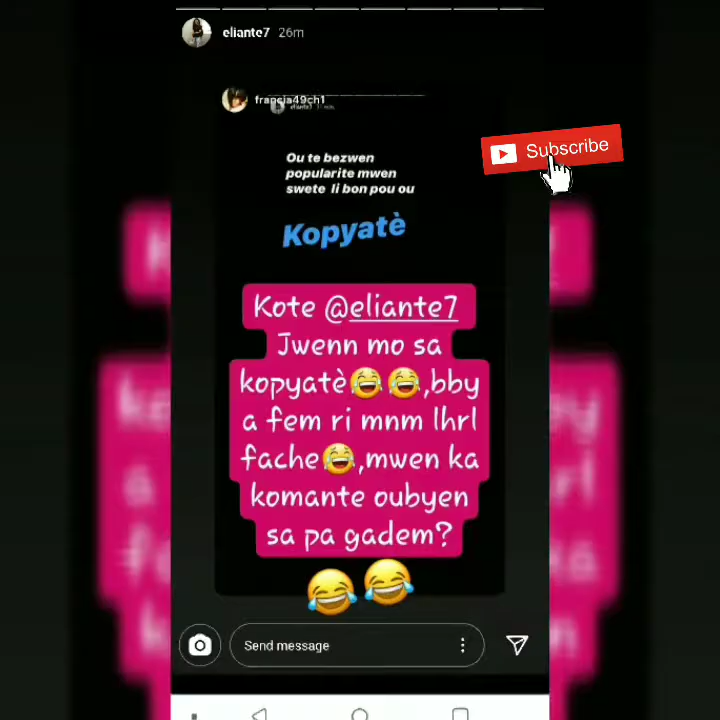 eliante7 26m
francia49ch1
Subscribe
Ou te bezwen
popularite mwen
swete li bon pou ou
Kopyatè
Kote @eliante7
Jwenn mo sa
kopyatè😂😂,bby
a fem ri mnm lhrl
fache😂,mwen ka
komante oubyen
sa pa gadem?
😂😂
Send message